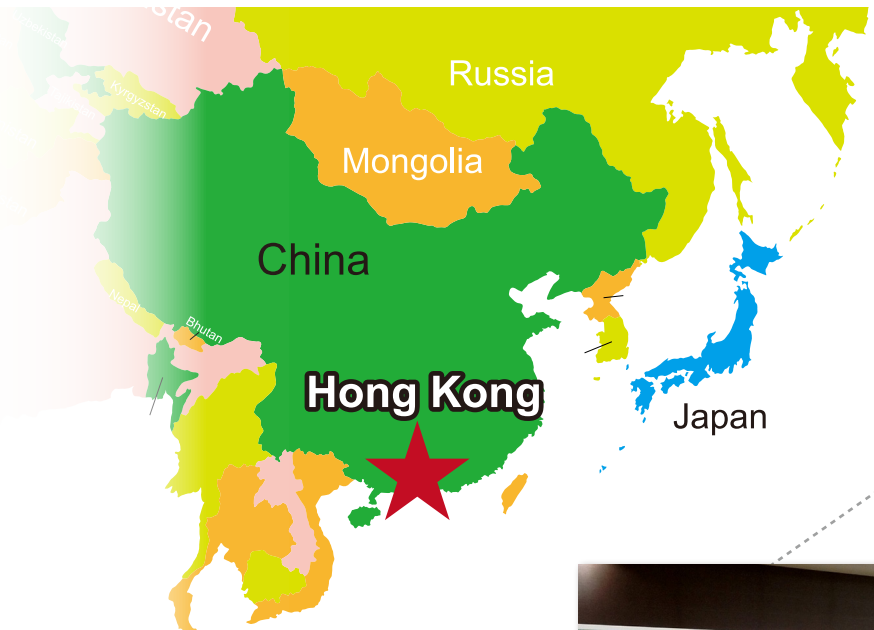 stan
Kyrgyzstan
Russia
Mongolia
China
Nepal
Bhutan
Hong Kong
Japan